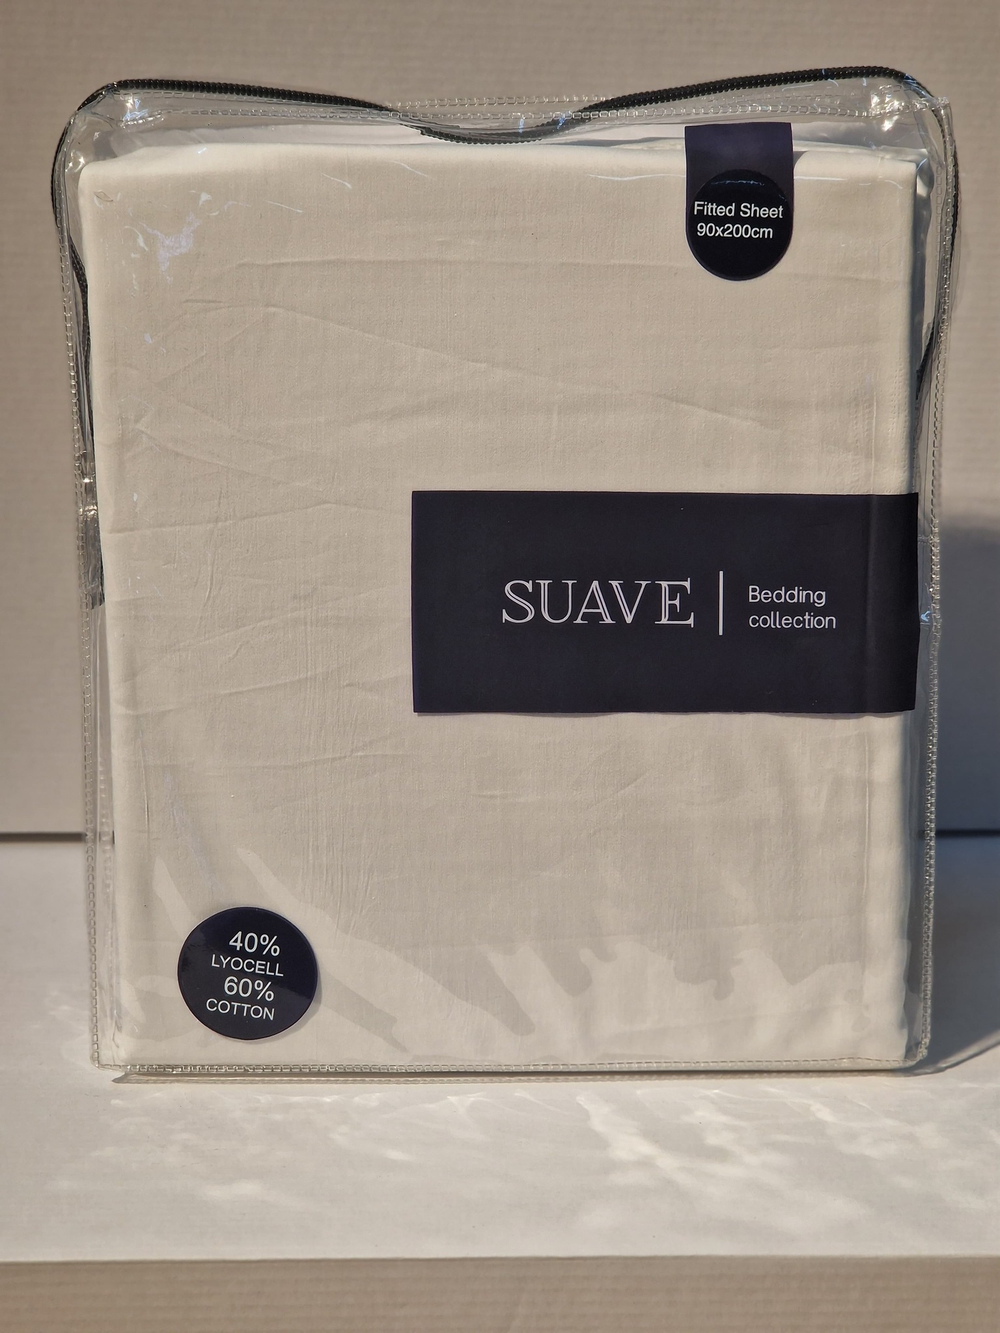 Fitted Sheet
90x200cm
SUAVE
Bedding
collection
40%
LYOCELL
60%
COTTON